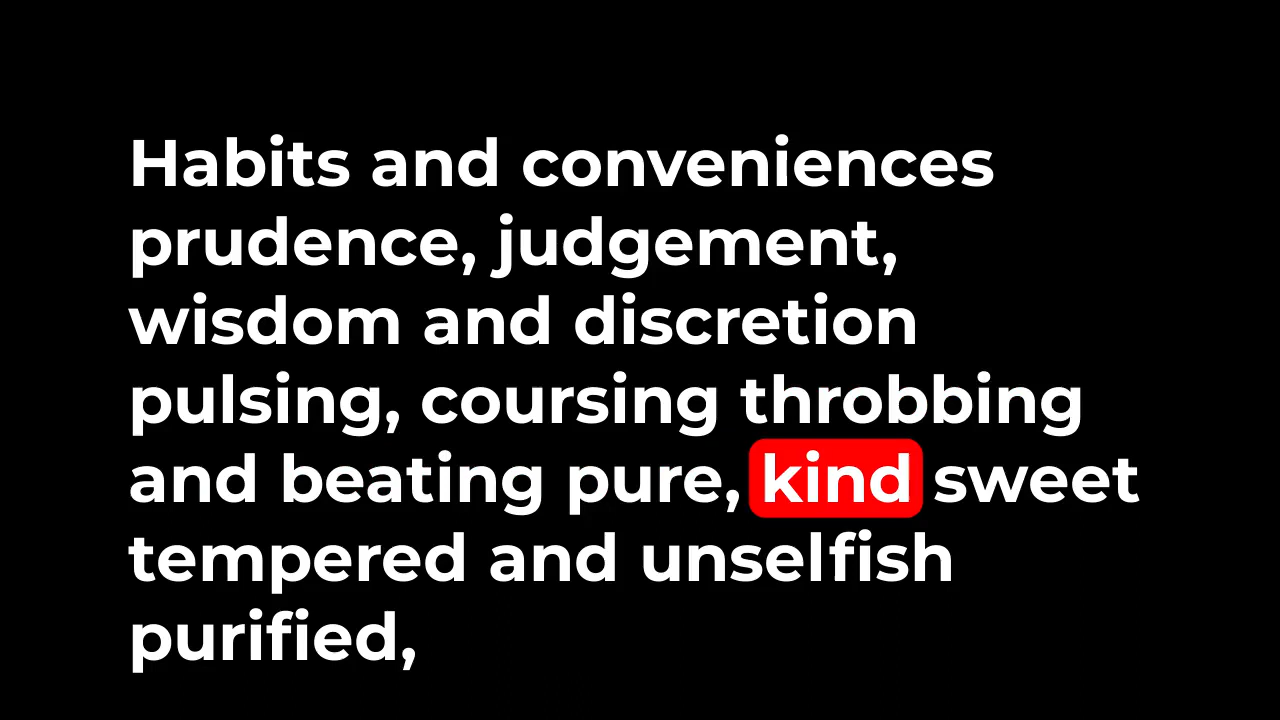 Habits and conveniences
prudence, judgement,
wisdom and discretion
pulsing, coursing throbbing
and beating pure, kind sweet
tempered and unselfish
purified,